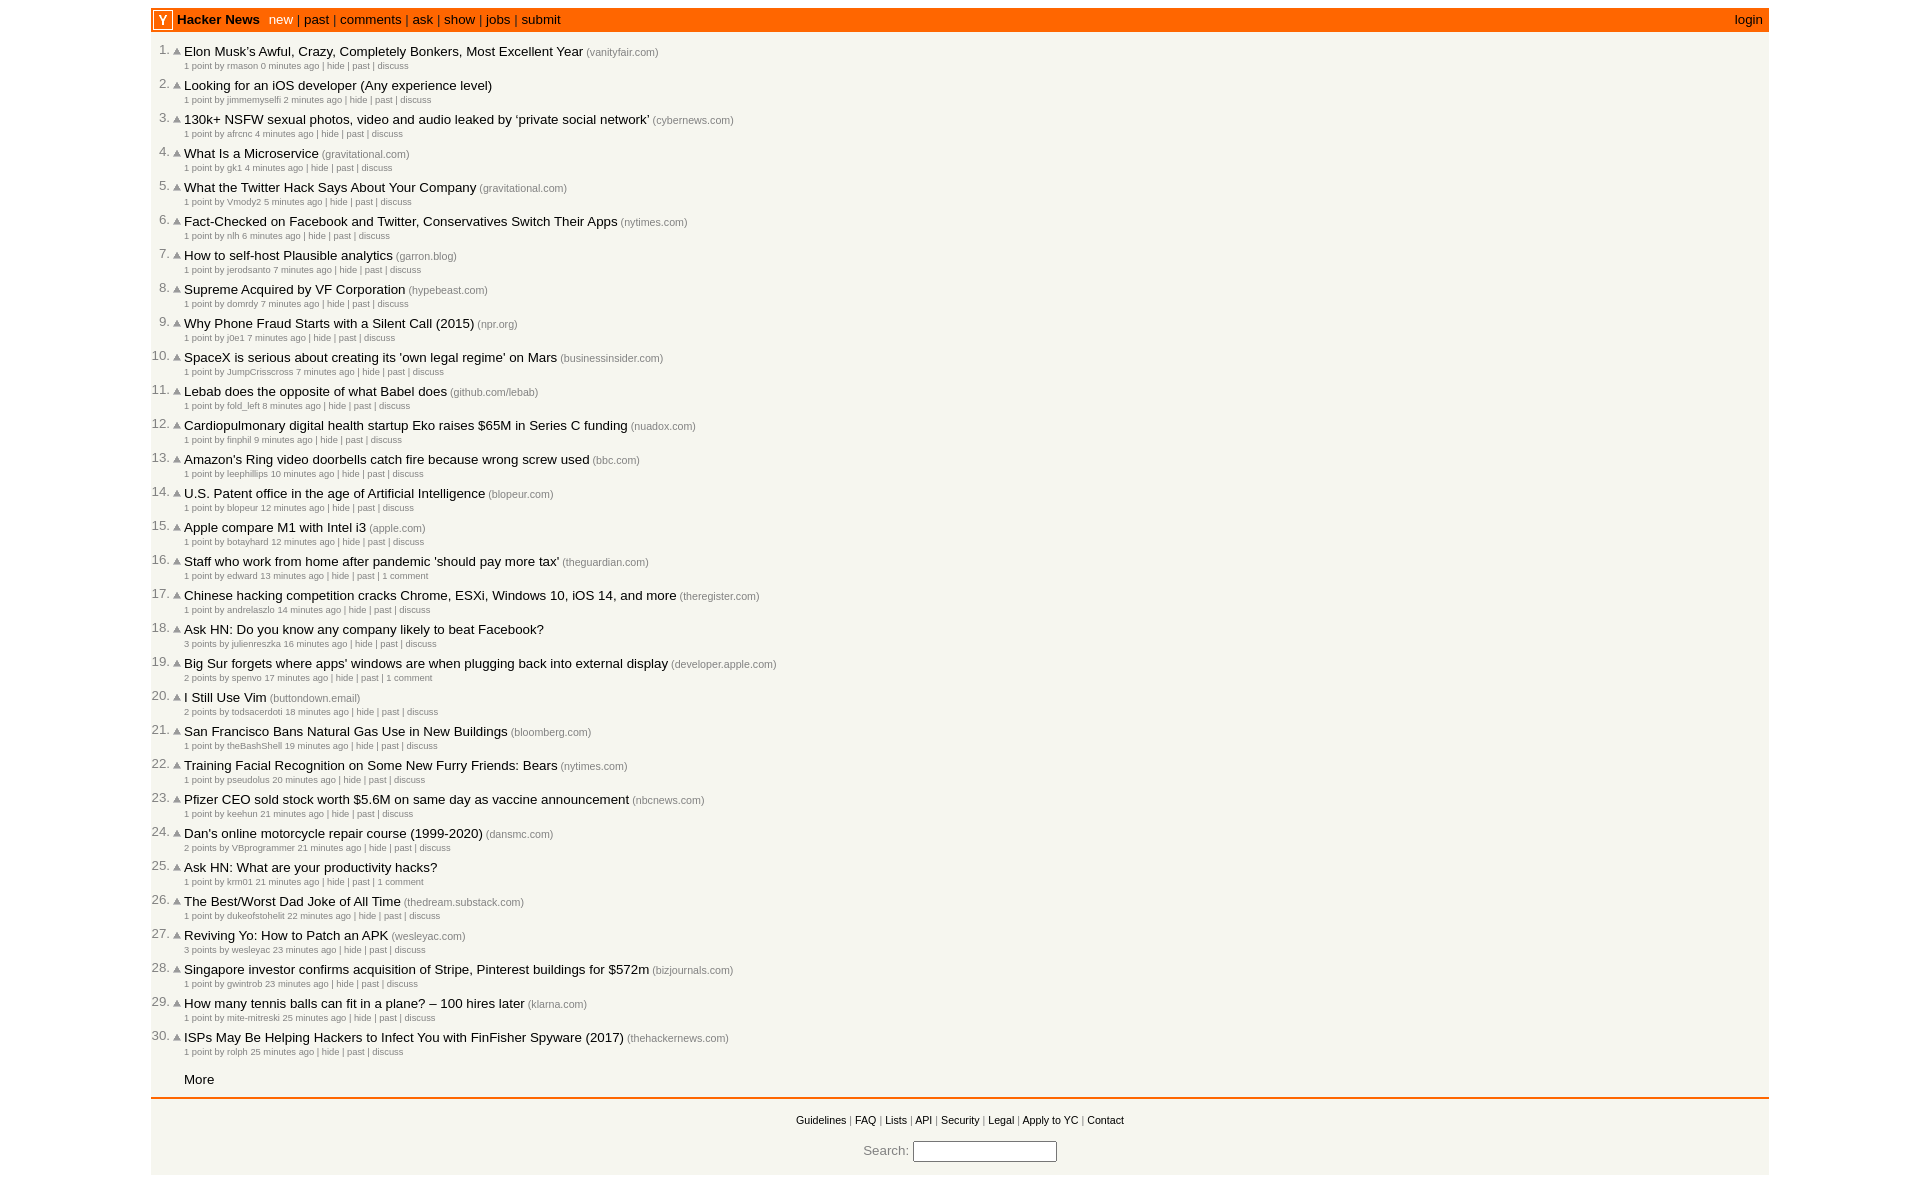 Y Hacker News new | past | comments | ask | show | jobs | submit login
1. Elon Musk’s Awful, Crazy, Completely Bonkers, Most Excellent Year (vanityfair.com)
1 point by rmason 0 minutes ago | hide | past | discuss
2. Looking for an iOS developer (Any experience level)
1 point by jimmemyselfi 2 minutes ago | hide | past | discuss
3. 130k+ NSFW sexual photos, video and audio leaked by ‘private social network’ (cybernews.com)
1 point by afrcnc 4 minutes ago | hide | past | discuss
4. What Is a Microservice (gravitational.com)
1 point by gk1 4 minutes ago | hide | past | discuss
5. What the Twitter Hack Says About Your Company (gravitational.com)
1 point by Vmody2 5 minutes ago | hide | past | discuss
6. Fact-Checked on Facebook and Twitter, Conservatives Switch Their Apps (nytimes.com)
1 point by nlh 6 minutes ago | hide | past | discuss
7. How to self-host Plausible analytics (garron.blog)
1 point by jerodsanto 7 minutes ago | hide | past | discuss
8. Supreme Acquired by VF Corporation (hypebeast.com)
1 point by domrdy 7 minutes ago | hide | past | discuss
9. Why Phone Fraud Starts with a Silent Call (2015) (npr.org)
1 point by j0e1 7 minutes ago | hide | past | discuss
10. SpaceX is serious about creating its 'own legal regime' on Mars (businessinsider.com)
1 point by JumpCrisscross 7 minutes ago | hide | past | discuss
11. Lebab does the opposite of what Babel does (github.com/lebab)
1 point by fold_left 8 minutes ago | hide | past | discuss
12. Cardiopulmonary digital health startup Eko raises $65M in Series C funding (nuadox.com)
1 point by finphil 9 minutes ago | hide | past | discuss
13. Amazon's Ring video doorbells catch fire because wrong screw used (bbc.com)
1 point by leephillips 10 minutes ago | hide | past | discuss
14. U.S. Patent office in the age of Artificial Intelligence (blopeur.com)
1 point by blopeur 12 minutes ago | hide | past | discuss
15. Apple compare M1 with Intel i3 (apple.com)
1 point by botayhard 12 minutes ago | hide | past | discuss
16. Staff who work from home after pandemic 'should pay more tax' (theguardian.com)
1 point by edward 13 minutes ago | hide | past | 1 comment
17. Chinese hacking competition cracks Chrome, ESXi, Windows 10, iOS 14, and more (theregister.com)
1 point by andrelaszlo 14 minutes ago | hide | past | discuss
18. Ask HN: Do you know any company likely to beat Facebook?
3 points by julienreszka 16 minutes ago | hide | past | discuss
19. Big Sur forgets where apps' windows are when plugging back into external display (developer.apple.com)
2 points by spenvo 17 minutes ago | hide | past | 1 comment
20. I Still Use Vim (buttondown.email)
2 points by todsacerdoti 18 minutes ago | hide | past | discuss
21. San Francisco Bans Natural Gas Use in New Buildings (bloomberg.com)
1 point by theBashShell 19 minutes ago | hide | past | discuss
22. Training Facial Recognition on Some New Furry Friends: Bears (nytimes.com)
1 point by pseudolus 20 minutes ago | hide | past | discuss
23. Pfizer CEO sold stock worth $5.6M on same day as vaccine announcement (nbcnews.com)
1 point by keehun 21 minutes ago | hide | past | discuss
24. Dan's online motorcycle repair course (1999-2020) (dansmc.com)
2 points by VBprogrammer 21 minutes ago | hide | past | discuss
25. Ask HN: What are your productivity hacks?
1 point by krm01 21 minutes ago | hide | past | 1 comment
26. The Best/Worst Dad Joke of All Time (thedream.substack.com)
1 point by dukeofstohelit 22 minutes ago | hide | past | discuss
27. Reviving Yo: How to Patch an APK (wesleyac.com)
3 points by wesleyac 23 minutes ago | hide | past | discuss
28. Singapore investor confirms acquisition of Stripe, Pinterest buildings for $572m (bizjournals.com)
1 point by gwintrob 23 minutes ago | hide | past | discuss
29. How many tennis balls can fit in a plane? – 100 hires later (klarna.com)
1 point by mite-mitreski 25 minutes ago | hide | past | discuss
30. ISPs May Be Helping Hackers to Infect You with FinFisher Spyware (2017) (thehackernews.com)
1 point by rolph 25 minutes ago | hide | past | discuss
More
Guidelines | FAQ | Lists | API | Security | Legal | Apply to YC | Contact
Search: